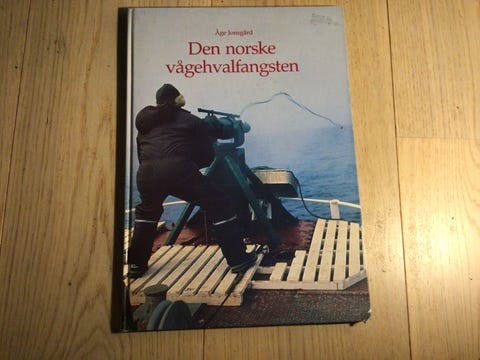 Åge Jonsgård
Den norske
vågehvalfangsten